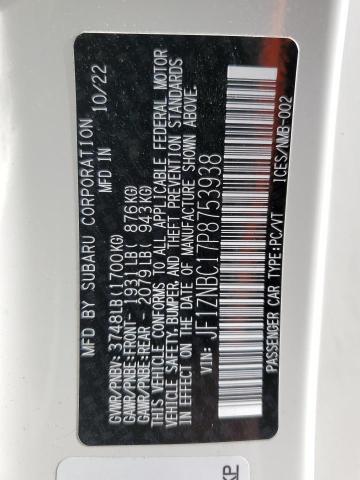 MFD BY SUBARU CORPORATION 10/22
MADE IN
GVWR/PNBV: 3748LB(1700KG)
GAWR/PNBE:FRONT- 1931LB( 876KG)
GAWR/PNBE:REAR - 2079LB( 943KG)
THIS VEHICLE CONFORMS TO ALL APPLICABLE FEDERAL MOTOR
VEHICLE SAFETY,BUMPER, AND THEFT PREVENTION STANDARDS
IN EFFECT ON THE DATE OF MANUFACTURE SHOWN ABOVE.
VIN: JF1ZNBC17P8753938
ICES/NMB-002
PASSENGER CAR TYPE:PC/VT
KP